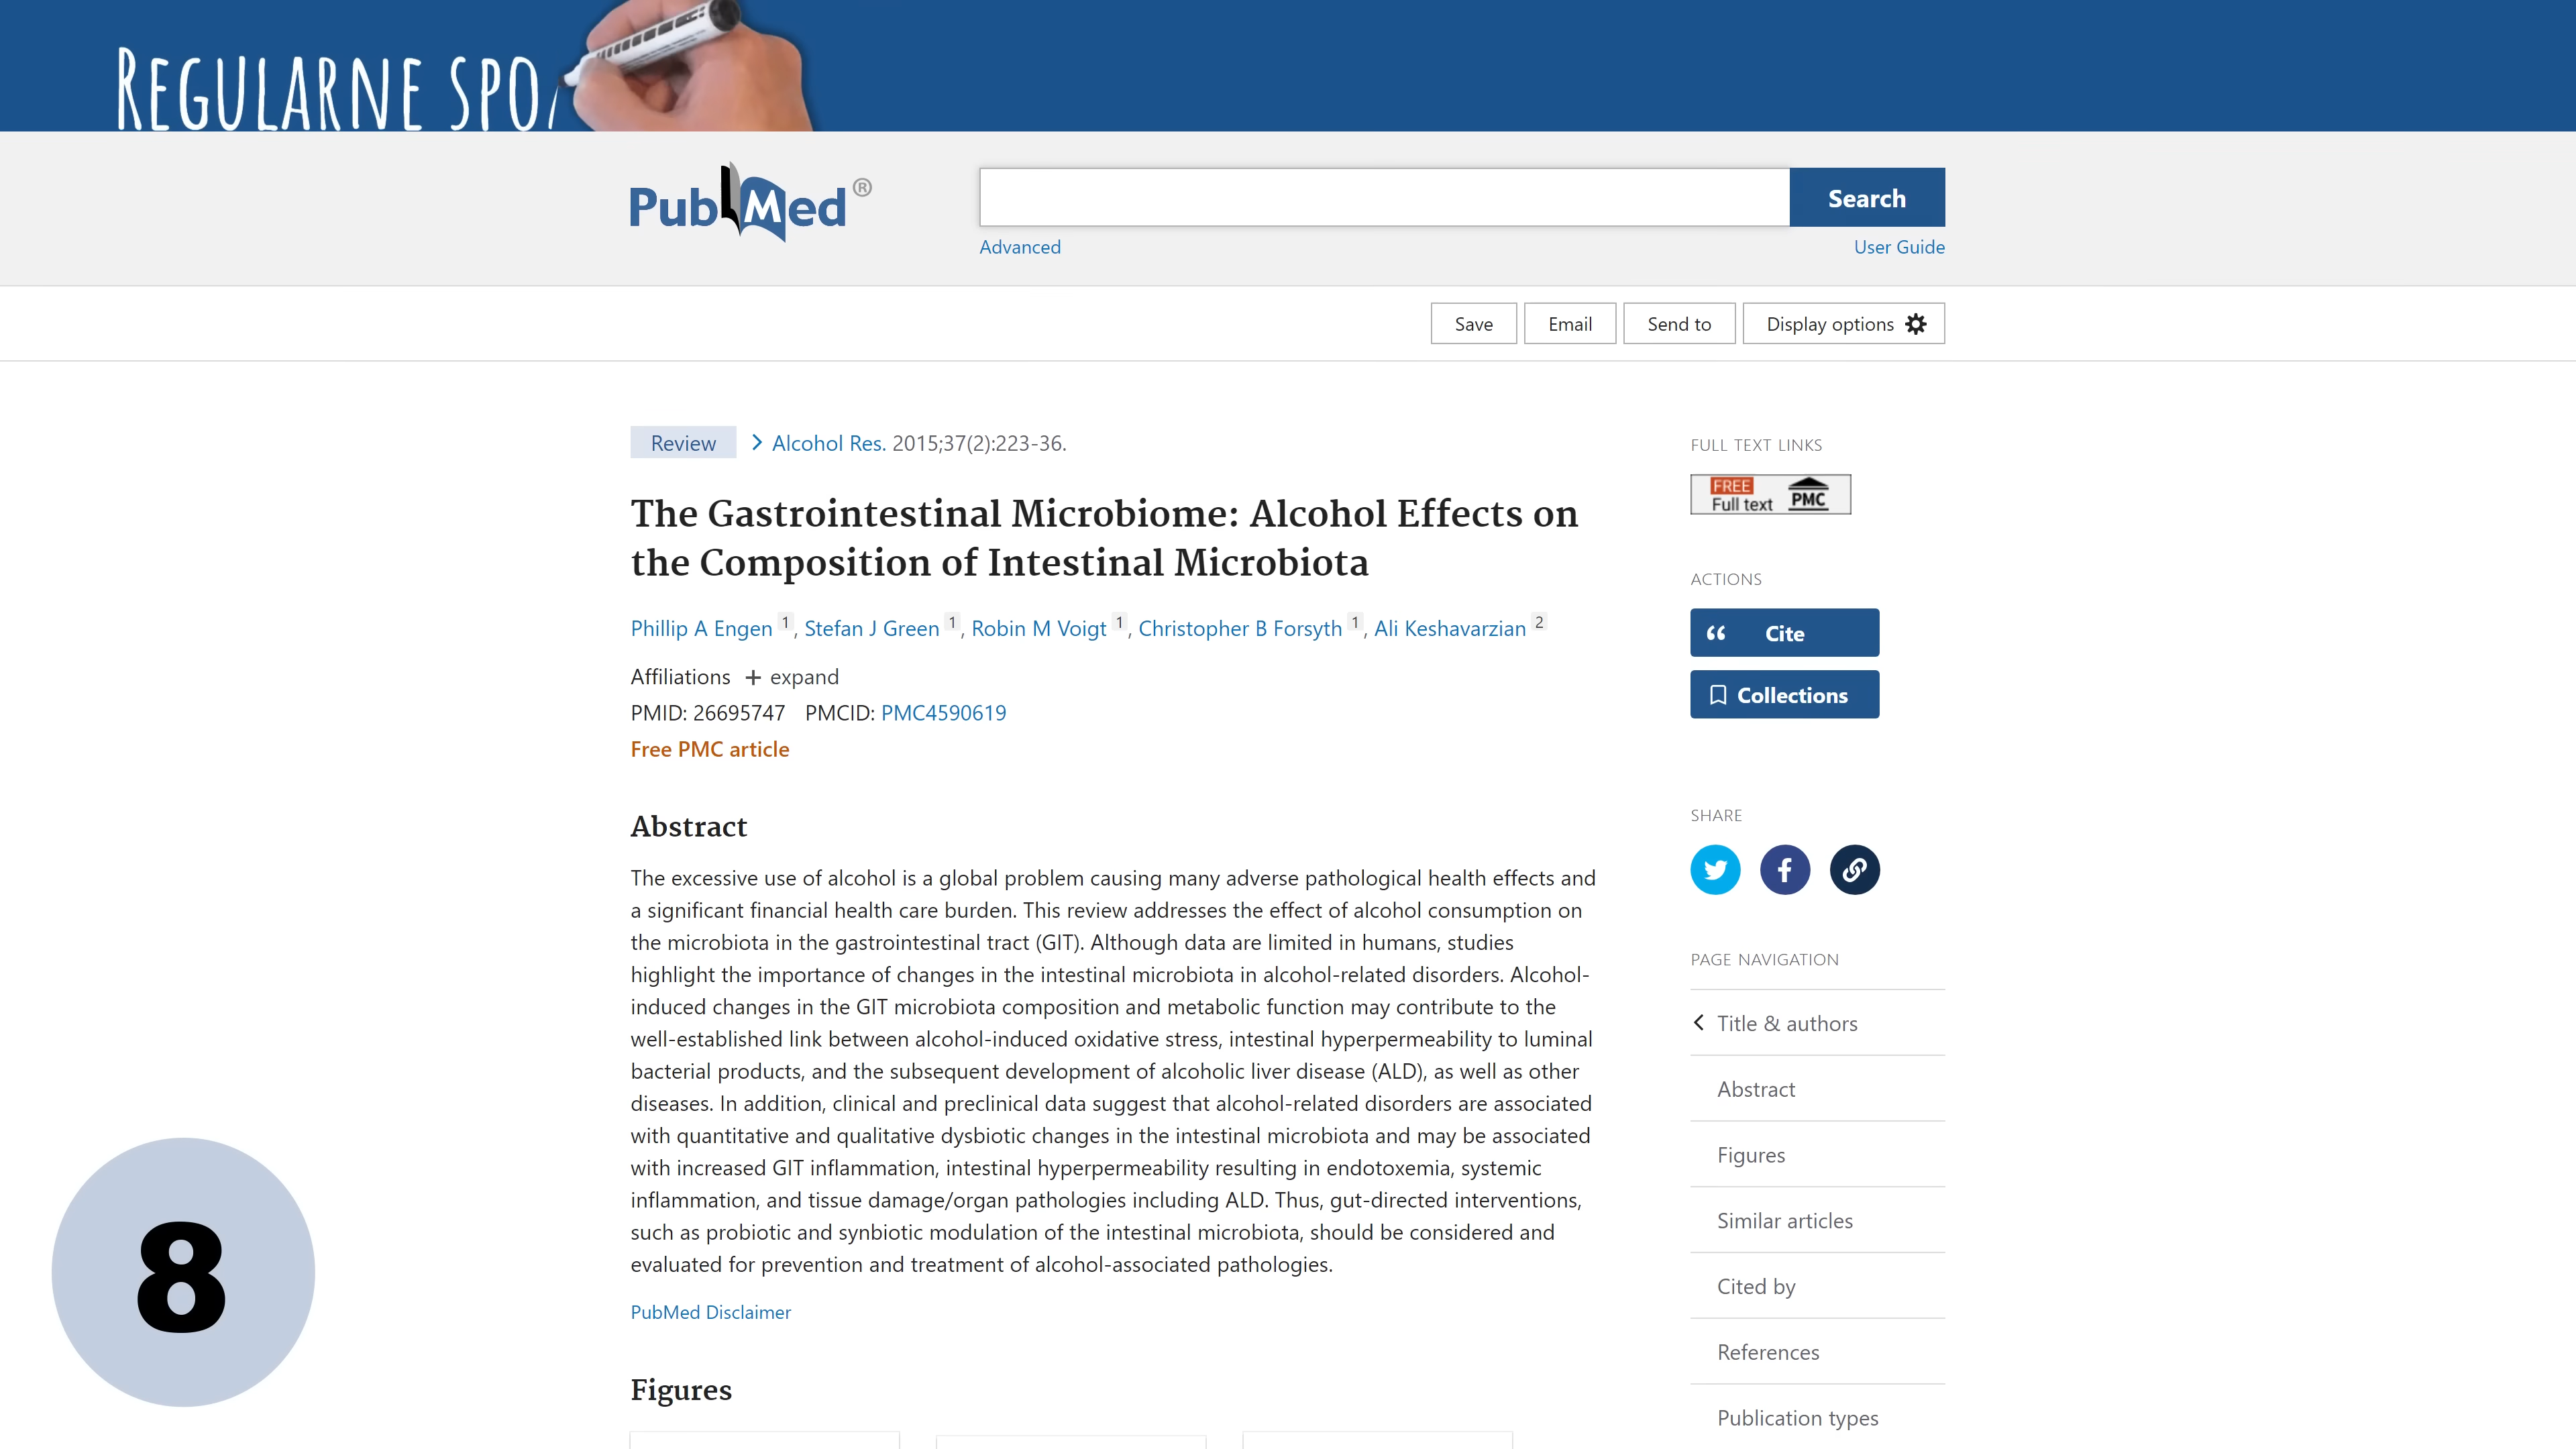 REGULARNE SPO
PubMed®
Search
Advanced
User Guide
Save
Email
Send to
Display options
Review
Alcohol Res. 2015;37(2):223-36.
The Gastrointestinal Microbiome: Alcohol Effects on
the Composition of Intestinal Microbiota
Phillip A Engen 1, Stefan J Green 1, Robin M Voigt 1, Christopher B Forsyth 1, Ali Keshavarzian 2
Affiliations + expand
PMID: 26695747 PMCID: PMC4590619
Free PMC article
Abstract
The excessive use of alcohol is a global problem causing many adverse pathological health effects and
a significant financial health care burden. This review addresses the effect of alcohol consumption on
the microbiota in the gastrointestinal tract (GIT). Although data are limited in humans, studies
highlight the importance of changes in the intestinal microbiota in alcohol-related disorders. Alcohol-
induced changes in the GIT microbiota composition and metabolic function may contribute to the
well-established link between alcohol-induced oxidative stress, intestinal hyperpermeability to luminal
bacterial products, and the subsequent development of alcoholic liver disease (ALD), as well as other
diseases. In addition, clinical and preclinical data suggest that alcohol-related disorders are associated
with quantitative and qualitative dysbiotic changes in the intestinal microbiota and may be associated
with increased GIT inflammation, intestinal hyperpermeability resulting in endotoxemia, systemic
inflammation, and tissue damage/organ pathologies including ALD. Thus, gut-directed interventions,
such as probiotic and synbiotic modulation of the intestinal microbiota, should be considered and
evaluated for prevention and treatment of alcohol-associated pathologies.
PubMed Disclaimer
Figures
FULL TEXT LINKS
FREE
Full text
PMC
ACTIONS
Cite
Collections
SHARE
PAGE NAVIGATION
Title & authors
Abstract
Figures
Similar articles
Cited by
References
Publication types
8